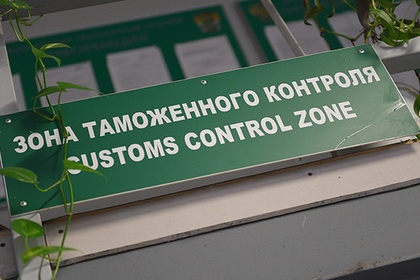 ЗОНА ТАМОЖЕННОГО КОНТРОЛЯ
CUSTOMS CONTROL ZONE